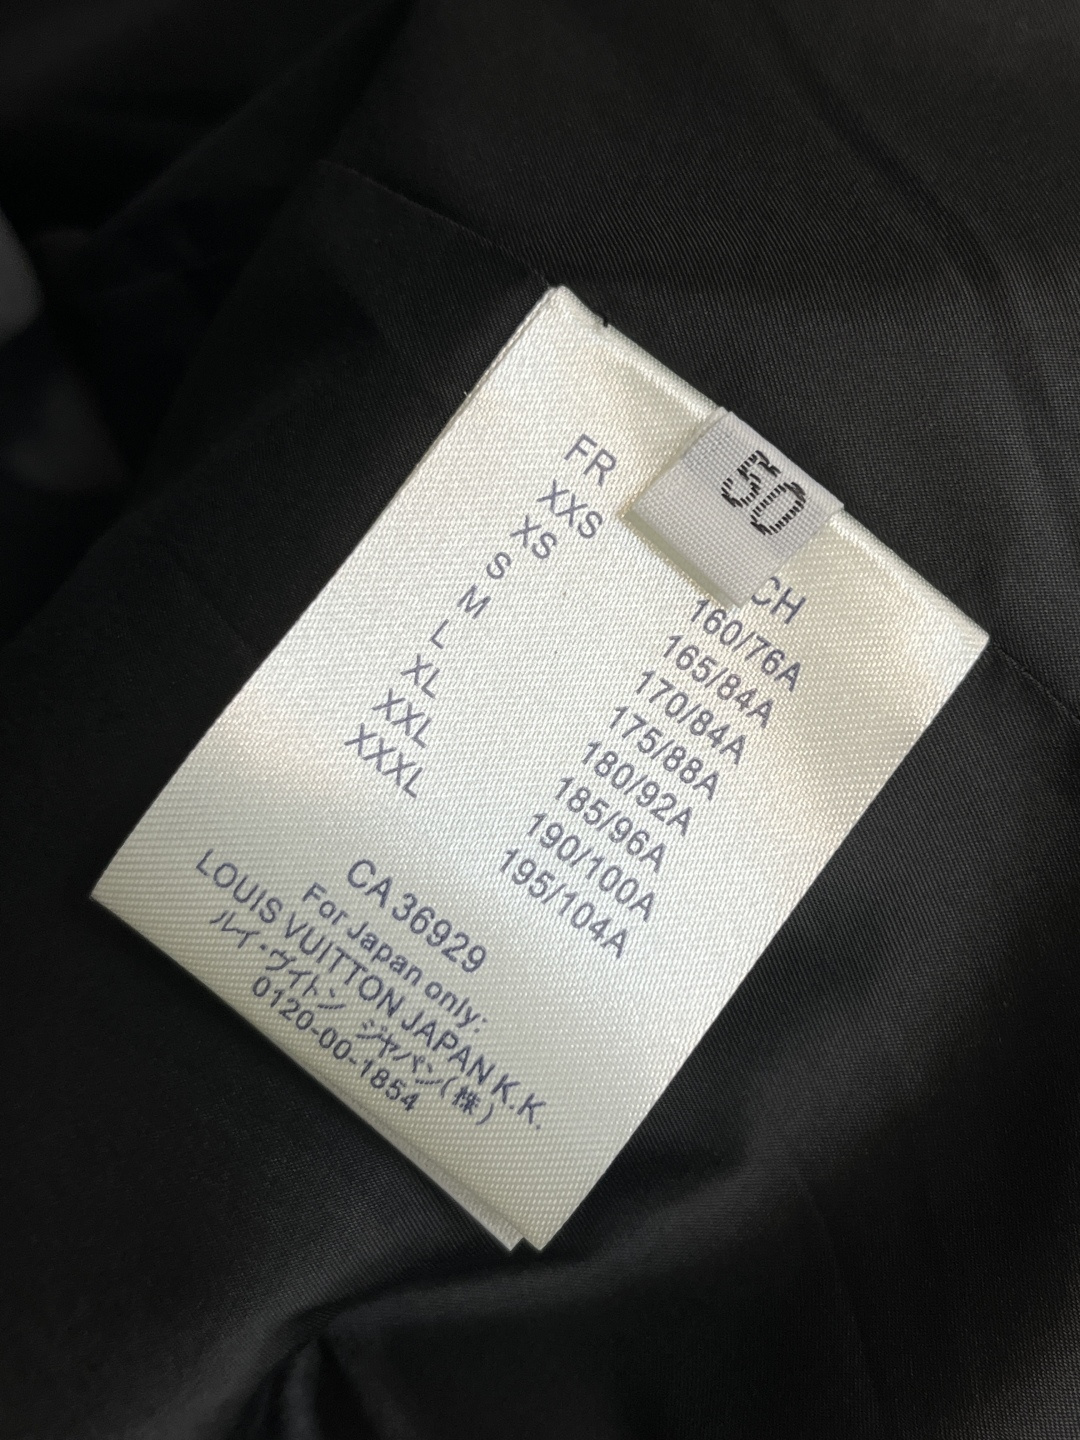 50
FR CH
XXS 160/76A
XS 165/84A
S 170/84A
M 175/88A
L 180/92A
XL 185/96A
XXL 190/100A
XXXL 195/104A
CA 36929
For Japan only:
LOUIS VUITTON JAPAN K.K.
ルイ・ヴィトン ジャパン(株)
0120-00-1854